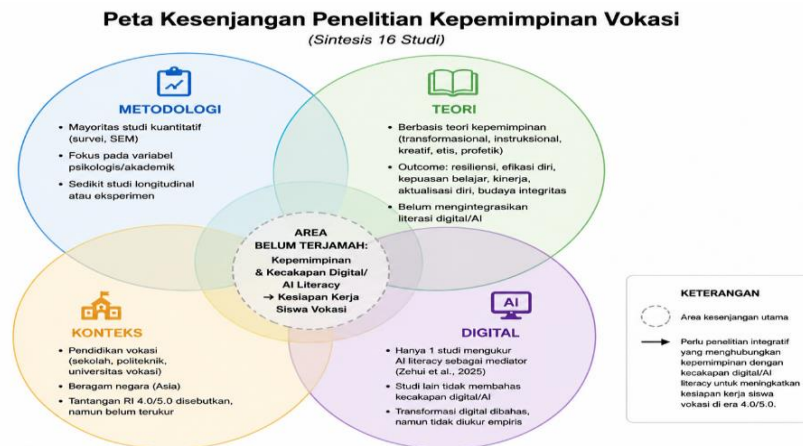 Peta Kesenjangan Penelitian Kepemimpinan Vokasi
(Sintesis 16 Studi)
METODOLOGI
• Mayoritas studi kuantitatif
(survei, SEM)
• Fokus pada variabel
psikologis/akademik
• Sedikit studi longitudinal
atau eksperimen
TEORI
• Berbasis teori kepemimpinan
(transformasional, instruksional,
kreatif, etis, profetik)
• Outcome: resiliensi, efikasi diri,
kepuasan belajar, kinerja,
aktualisasi diri, budaya integritas
• Belum mengintegrasikan
literasi digital/AI
AREA
BELUM TERJAMAH:
Kepemimpinan
& Kecakapan Digital/
AI Literacy
→ Kesiapan Kerja
Siswa Vokasi
KONTEKS
• Pendidikan vokasi
(sekolah, politeknik,
universitas vokasi)
• Beragam negara (Asia)
• Tantangan RI 4.0/5.0 disebutkan,
namun belum terukur
AI
DIGITAL
• Hanya 1 studi mengukur
AI literacy sebagai mediator
(Zehui et al., 2025)
• Studi lain tidak membahas
kecakapan digital/AI
• Transformasi digital dibahas,
namun tidak diukur empiris
KETERANGAN
Area kesenjangan utama
Perlu penelitian integratif
yang menghubungkan
kepemimpinan dengan
kecakapan digital/AI
literacy untuk meningkatkan
kesiapan kerja siswa
vokasi di era 4.0/5.0.